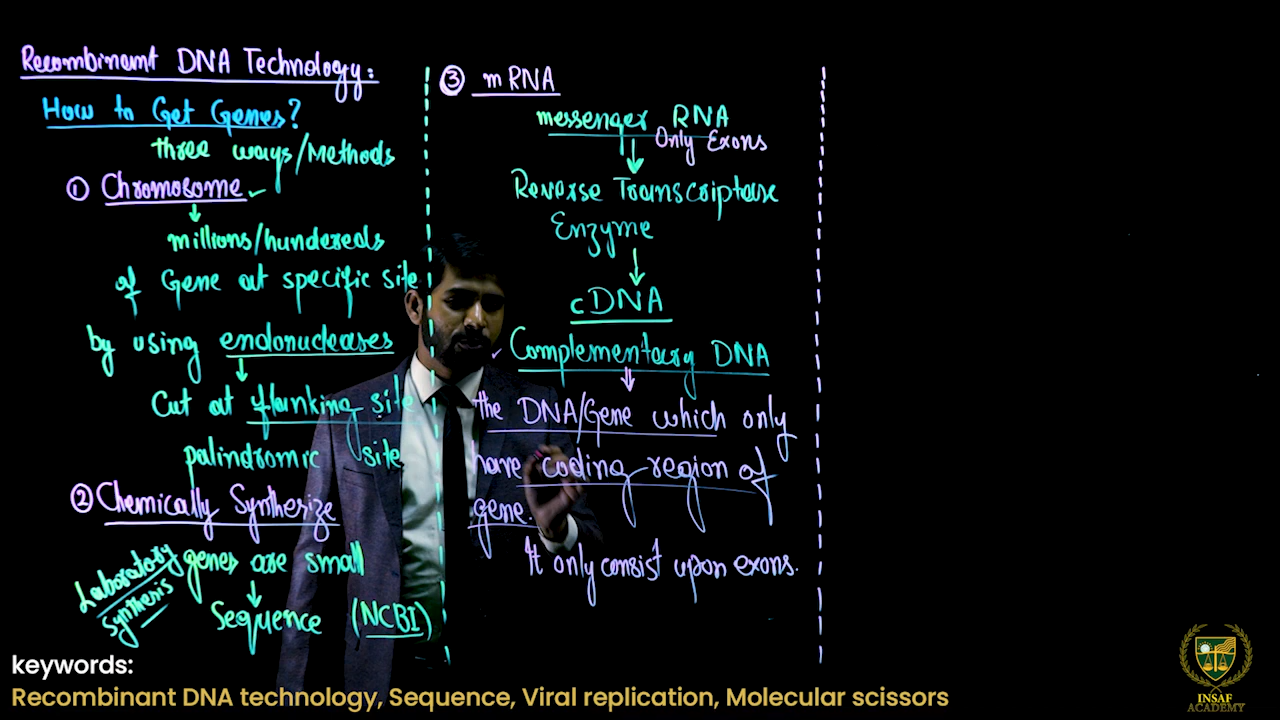 Recombinant DNA Technology:
How to Get Genes?
three ways/Methods
① Chromosome
millions/hundereds
of Gene at specific site
by using endonucleases
Cut at flanking site
palindromic site
② Chemically Synthesize
Laboratory
Synthesis
genes are small
Sequence (NCBI)
③ mRNA
messenger RNA
Only Exons
Reverse Transcriptase
Enzyme
cDNA
Complementary DNA
the DNA/Gene which only
have coding region of
gene.
It only consist upon exons.
keywords:
Recombinant DNA technology, Sequence, Viral replication, Molecular scissors
INSAF
ACADEMY